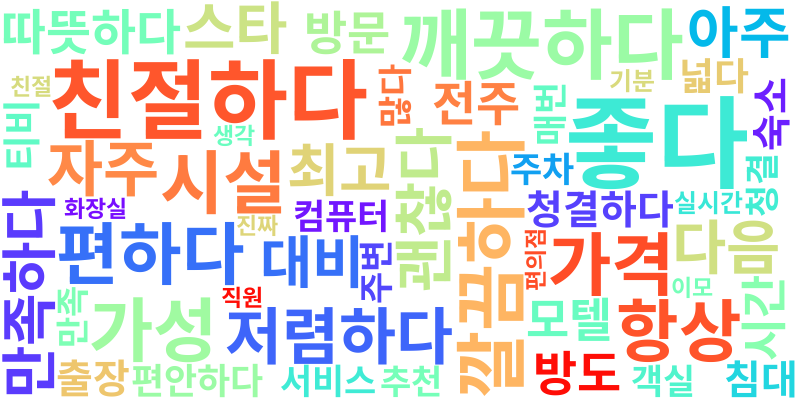 따뜻하다
스타
방문
깨끗하다
아주
친절
친절하다
많다
전주
기분
넓다
티비
생각
매번
좋다
숙소
자주
시설
최고
괜찮다
깔끔하다
주차
청결
만족하다
화장실
진짜
컴퓨터
청결하다
실시간
편하다
대비
주변
편의점
가격
다음
만족
가성
직원
저렴하다
모텔
이모
항상
시간
출장
편안하다
서비스
추천
방도
객실
침대